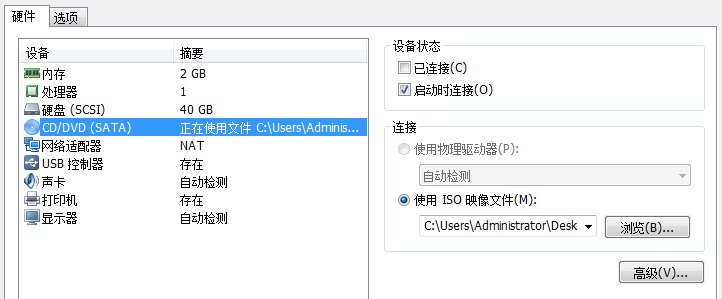 硬件 选项
设备 摘要
内存 2 GB
处理器 1
硬盘 (SCSI) 40 GB
CD/DVD (SATA) 正在使用文件 C:\Users\Adminis...
网络适配器 NAT
USB 控制器 存在
声卡 自动检测
打印机 存在
显示器 自动检测
设备状态
已连接(C)
启动时连接(O)
连接
使用物理驱动器(P):
自动检测
使用 ISO 映像文件(M):
C:\Users\Administrator\Desk 浏览(B)...
高级(V)...